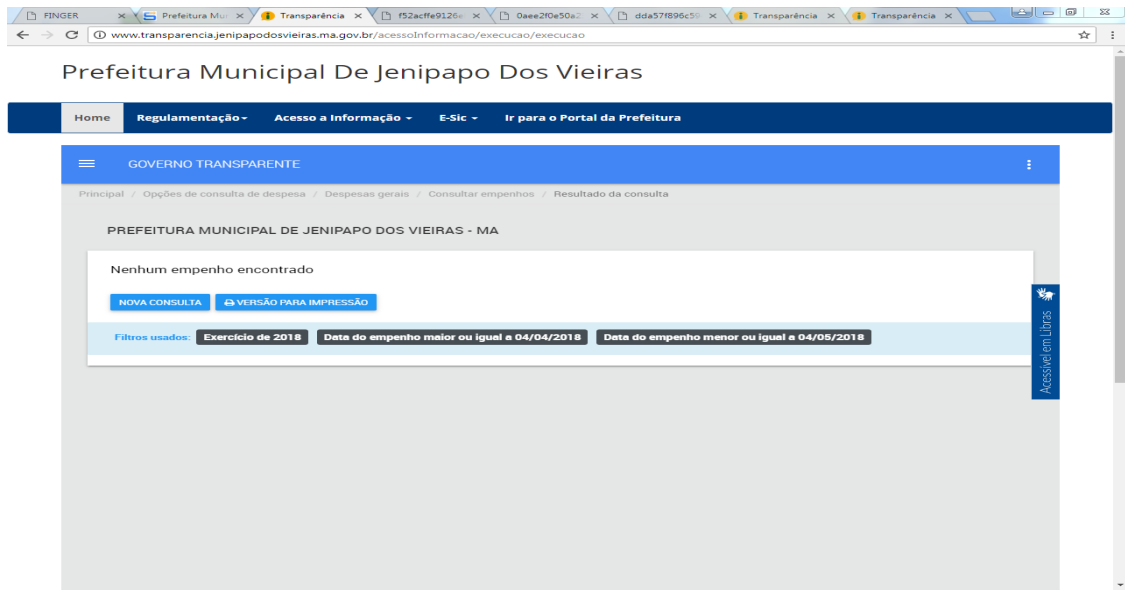 FINGER Prefeitura Mu Transparência f52acffe9126e 0aee2f0e50a2 dda57f896c59 Transparência Transparência
www.transparencia.jenipapodosvieiras.ma.gov.br/acessoInformacao/execucao/execucao
Prefeitura Municipal De Jenipapo Dos Vieiras
Home Regulamentação Acesso a Informação E-Sic Ir para o Portal da Prefeitura
GOVERNO TRANSPARENTE
Principal / Opções de consulta de despesa / Despesas gerais / Consultar empenhos / Resultado da consulta
PREFEITURA MUNICIPAL DE JENIPAPO DOS VIEIRAS - MA
Nenhum empenho encontrado
NOVA CONSULTA VERSÃO PARA IMPRESSÃO
Filtros usados: Exercício de 2018 Data do empenho maior ou igual a 04/04/2018 Data do empenho menor ou igual a 04/05/2018
Acessível em Libras